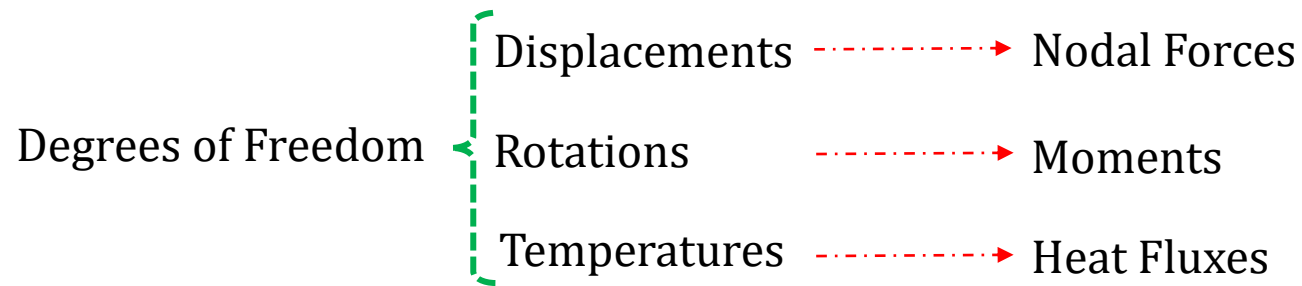 Displacements Nodal Forces
Degrees of Freedom Rotations Moments
Temperatures Heat Fluxes